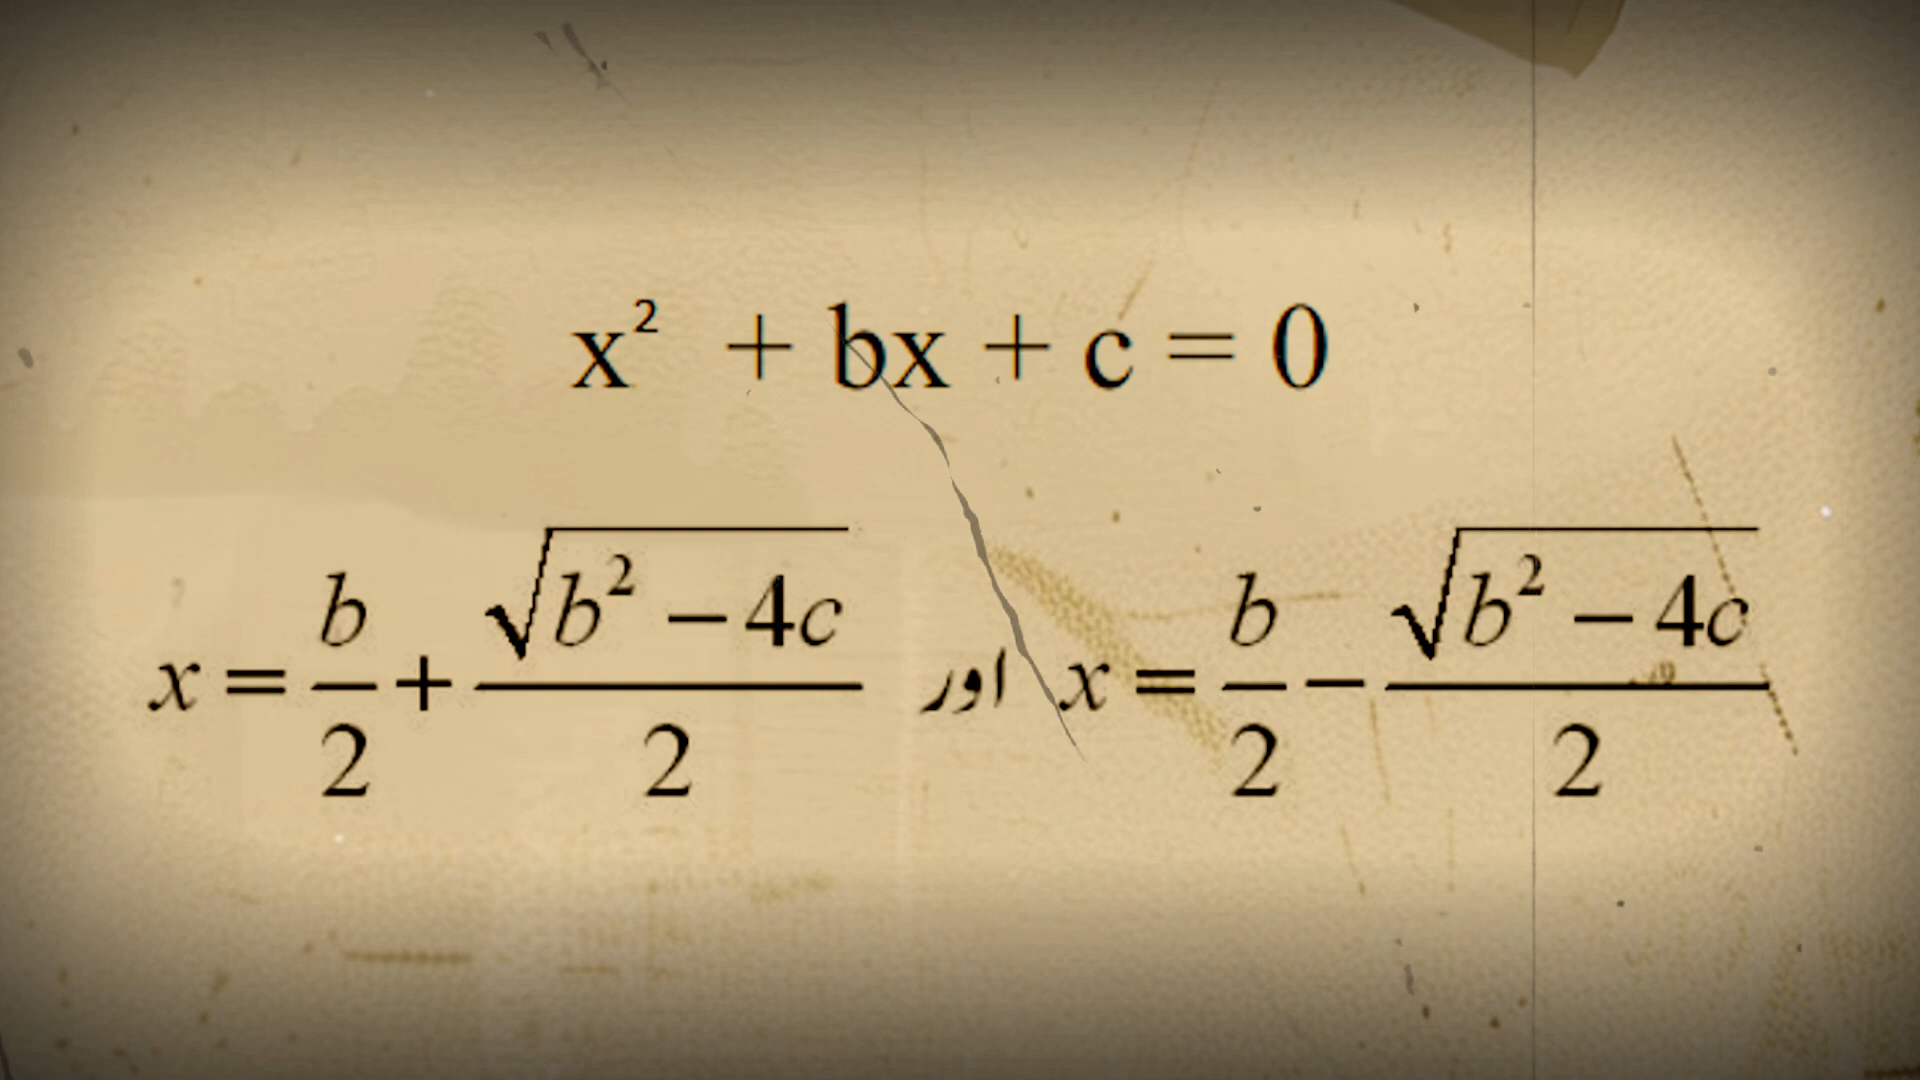 x² + bx + c = 0
x = b/2 + √(b² − 4c)/2 اور x = b/2 − √(b² − 4c)/2